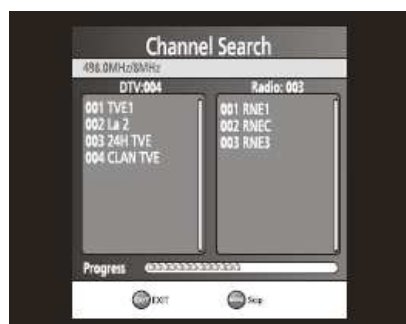 Channel Search
498.0MHz/8MHz
DTV:004 Radio: 003
001 TVE1
002 La 2
003 24H TVE
004 CLAN TVE
001 RNE1
002 RNEC
003 RNE3
Progress
EXIT
Skip